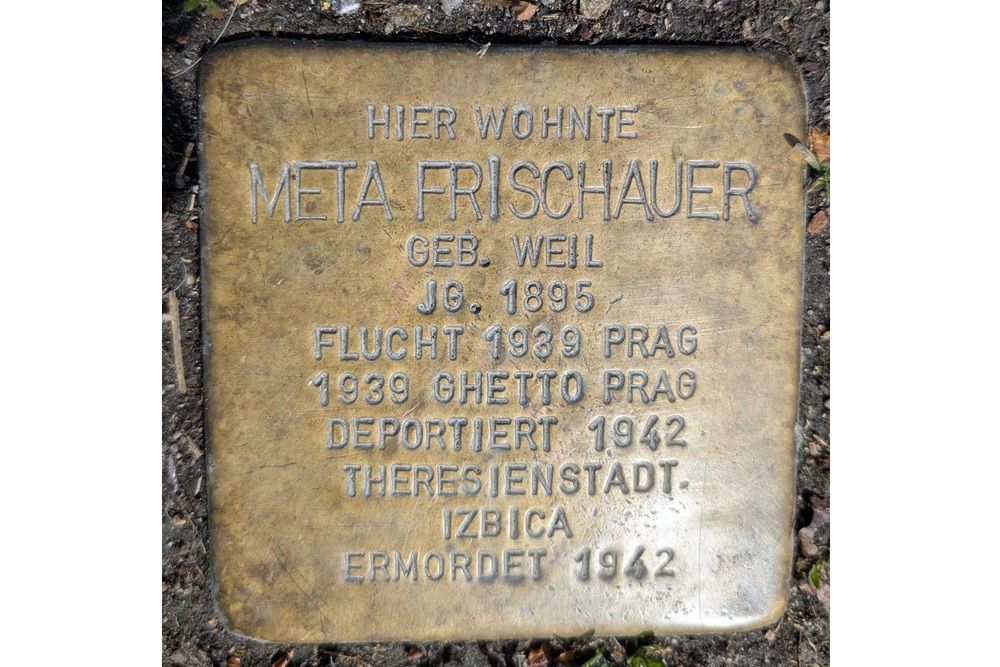 HIER WOHNTE
META FRISCHAUER
GEB. WEIL
JG. 1895
FLUCHT 1939 PRAG
1939 GHETTO PRAG
DEPORTIERT 1942
THERESIENSTADT.
IZBICA
ERMORDET 1942